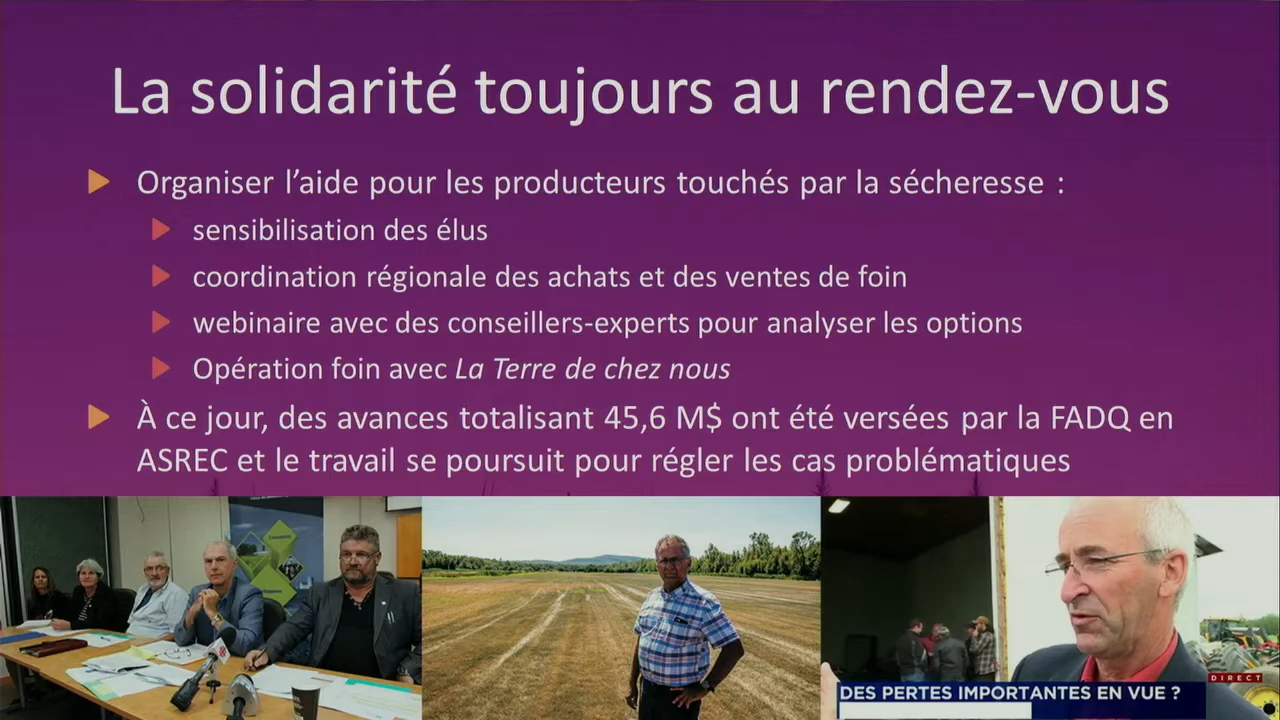 La solidarité toujours au rendez-vous
Organiser l’aide pour les producteurs touchés par la sécheresse :
sensibilisation des élus
coordination régionale des achats et des ventes de foin
webinaire avec des conseillers-experts pour analyser les options
Opération foin avec La Terre de chez nous
À ce jour, des avances totalisant 45,6 M$ ont été versées par la FADQ en
ASREC et le travail se poursuit pour régler les cas problématiques
DIRECT
DES PERTES IMPORTANTES EN VUE ?